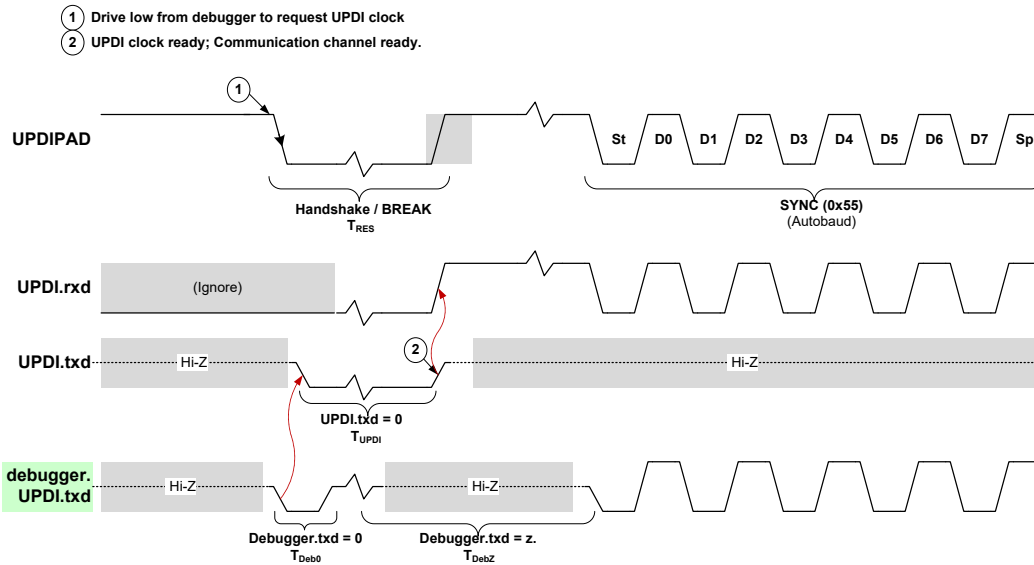 1 Drive low from debugger to request UPDI clock
2 UPDI clock ready; Communication channel ready.
1
UPDIPAD
St D0 D1 D2 D3 D4 D5 D6 D7 Sp
Handshake / BREAK
TRES
SYNC (0x55)
(Autobaud)
UPDI.rxd
(Ignore)
2
UPDI.txd
Hi-Z Hi-Z
UPDI.txd = 0
TUPDI
debugger.
UPDI.txd
Hi-Z Hi-Z
Debugger.txd = 0 Debugger.txd = z.
TDeb0 TDebZ